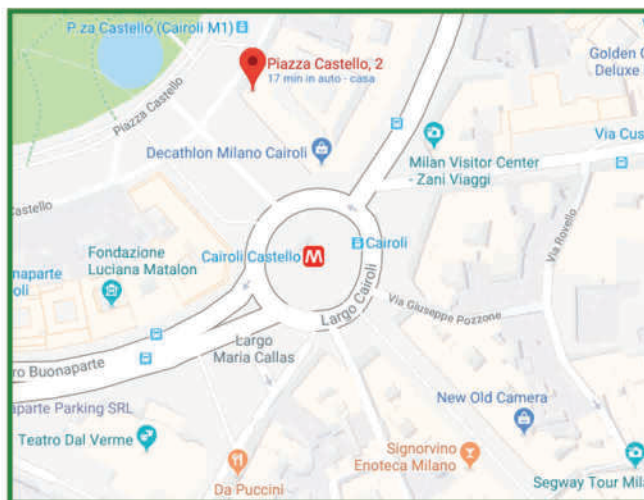 P.za Castello (Cairoli M1)
Piazza Castello, 2
17 min in auto - casa
Golden
Deluxe
Piazza Castello
Decathlon Milano Cairoli
Milan Visitor Center
- Zani Viaggi
Via Cus
Castello
Via Rovello
Fondazione
Luciana Matalon
Cairoli Castello
M
Cairoli
onaparte
oli
Largo Cairoli
Via Giuseppe Pozzone
Largo
Maria Callas
ro Buonaparte
aparte Parking SRL
New Old Camera
Teatro Dal Verme
Signorvino
Enoteca Milano
Da Puccini
Segway Tour Mil